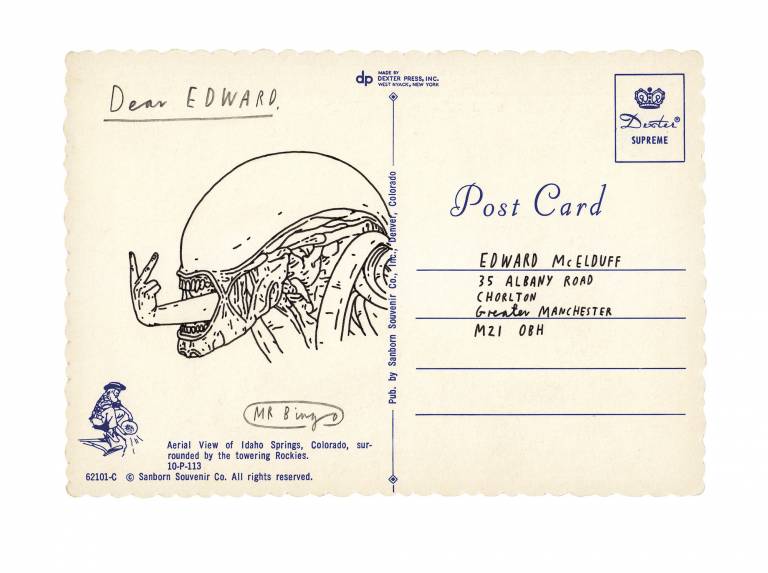 Dear EDWARD.
dp MADE BY
DEXTER PRESS, INC.
WEST NYACK, NEW YORK
Dexter®
SUPREME
Post Card
EDWARD McELDUFF
35 ALBANY ROAD
CHORLTON
Greater MANCHESTER
M21 0BH
Pub. by Sanborn Souvenir Co., Inc., Denver, Colorado
MR Bingo
Aerial View of Idaho Springs, Colorado, sur-
rounded by the towering Rockies.
10-P-113
62101-C © Sanborn Souvenir Co. All rights reserved.